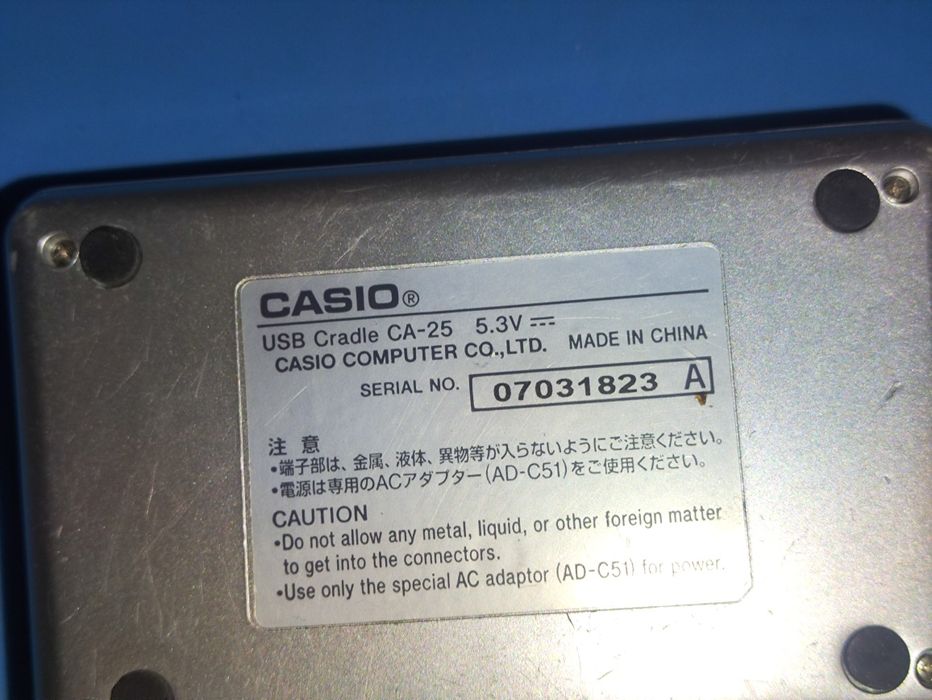 CASIO®
USB Cradle CA-25 5.3V ⎓
CASIO COMPUTER CO.,LTD. MADE IN CHINA
SERIAL NO. 07031823 A
注 意
•端子部は、金属、液体、異物等が入らないようにご注意ください。
•電源は専用のACアダプター(AD-C51)をご使用ください。
CAUTION
•Do not allow any metal, liquid, or other foreign matter
to get into the connectors.
•Use only the special AC adaptor (AD-C51) for power.